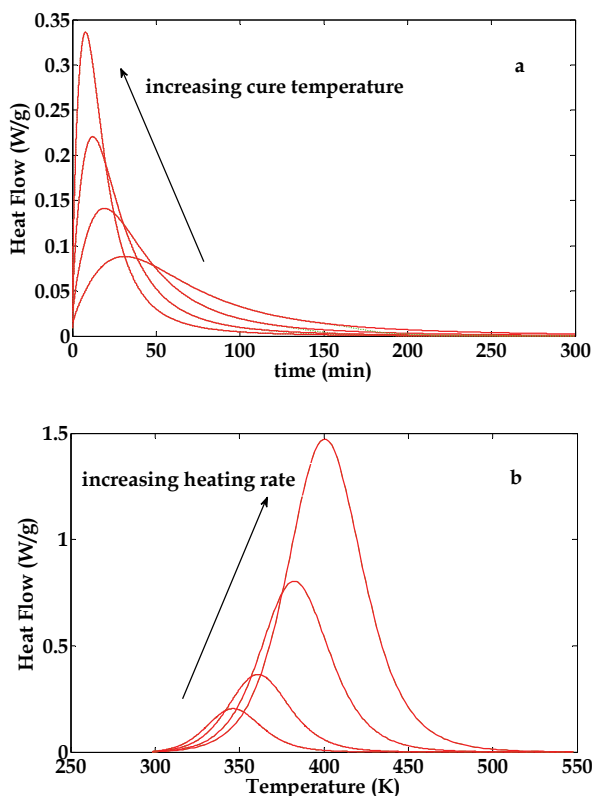 0.35
0.3
0.25
0.2
0.15
0.1
0.05
0
Heat Flow (W/g)
a
increasing cure temperature
0 50 100 150 200 250 300
time (min)
1.5
1
0.5
0
Heat Flow (W/g)
b
increasing heating rate
250 300 350 400 450 500 550
Temperature (K)